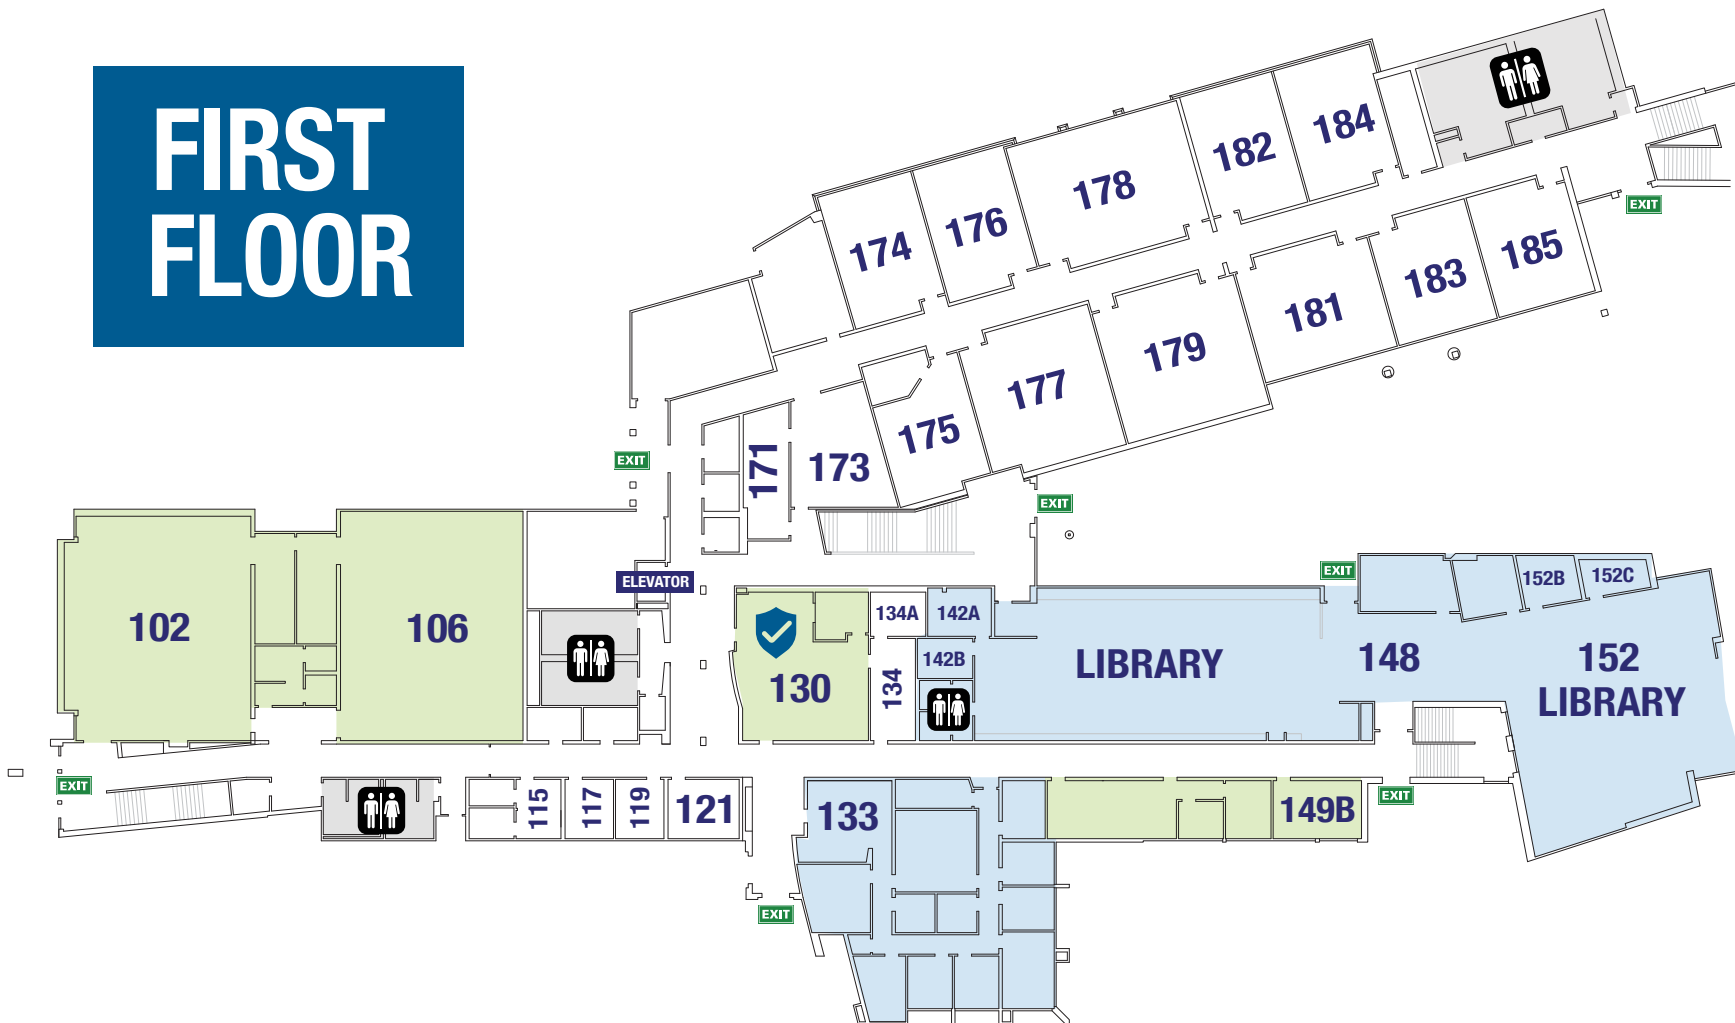 FIRST
FLOOR
184
182
178
176
174
EXIT
185
183
181
179
177
175
173
171
EXIT
EXIT
EXIT
ELEVATOR
152B
152C
102
106
134A
142A
142B
130
134
LIBRARY
148
152
LIBRARY
EXIT
115
117
119
121
133
149B
EXIT
EXIT